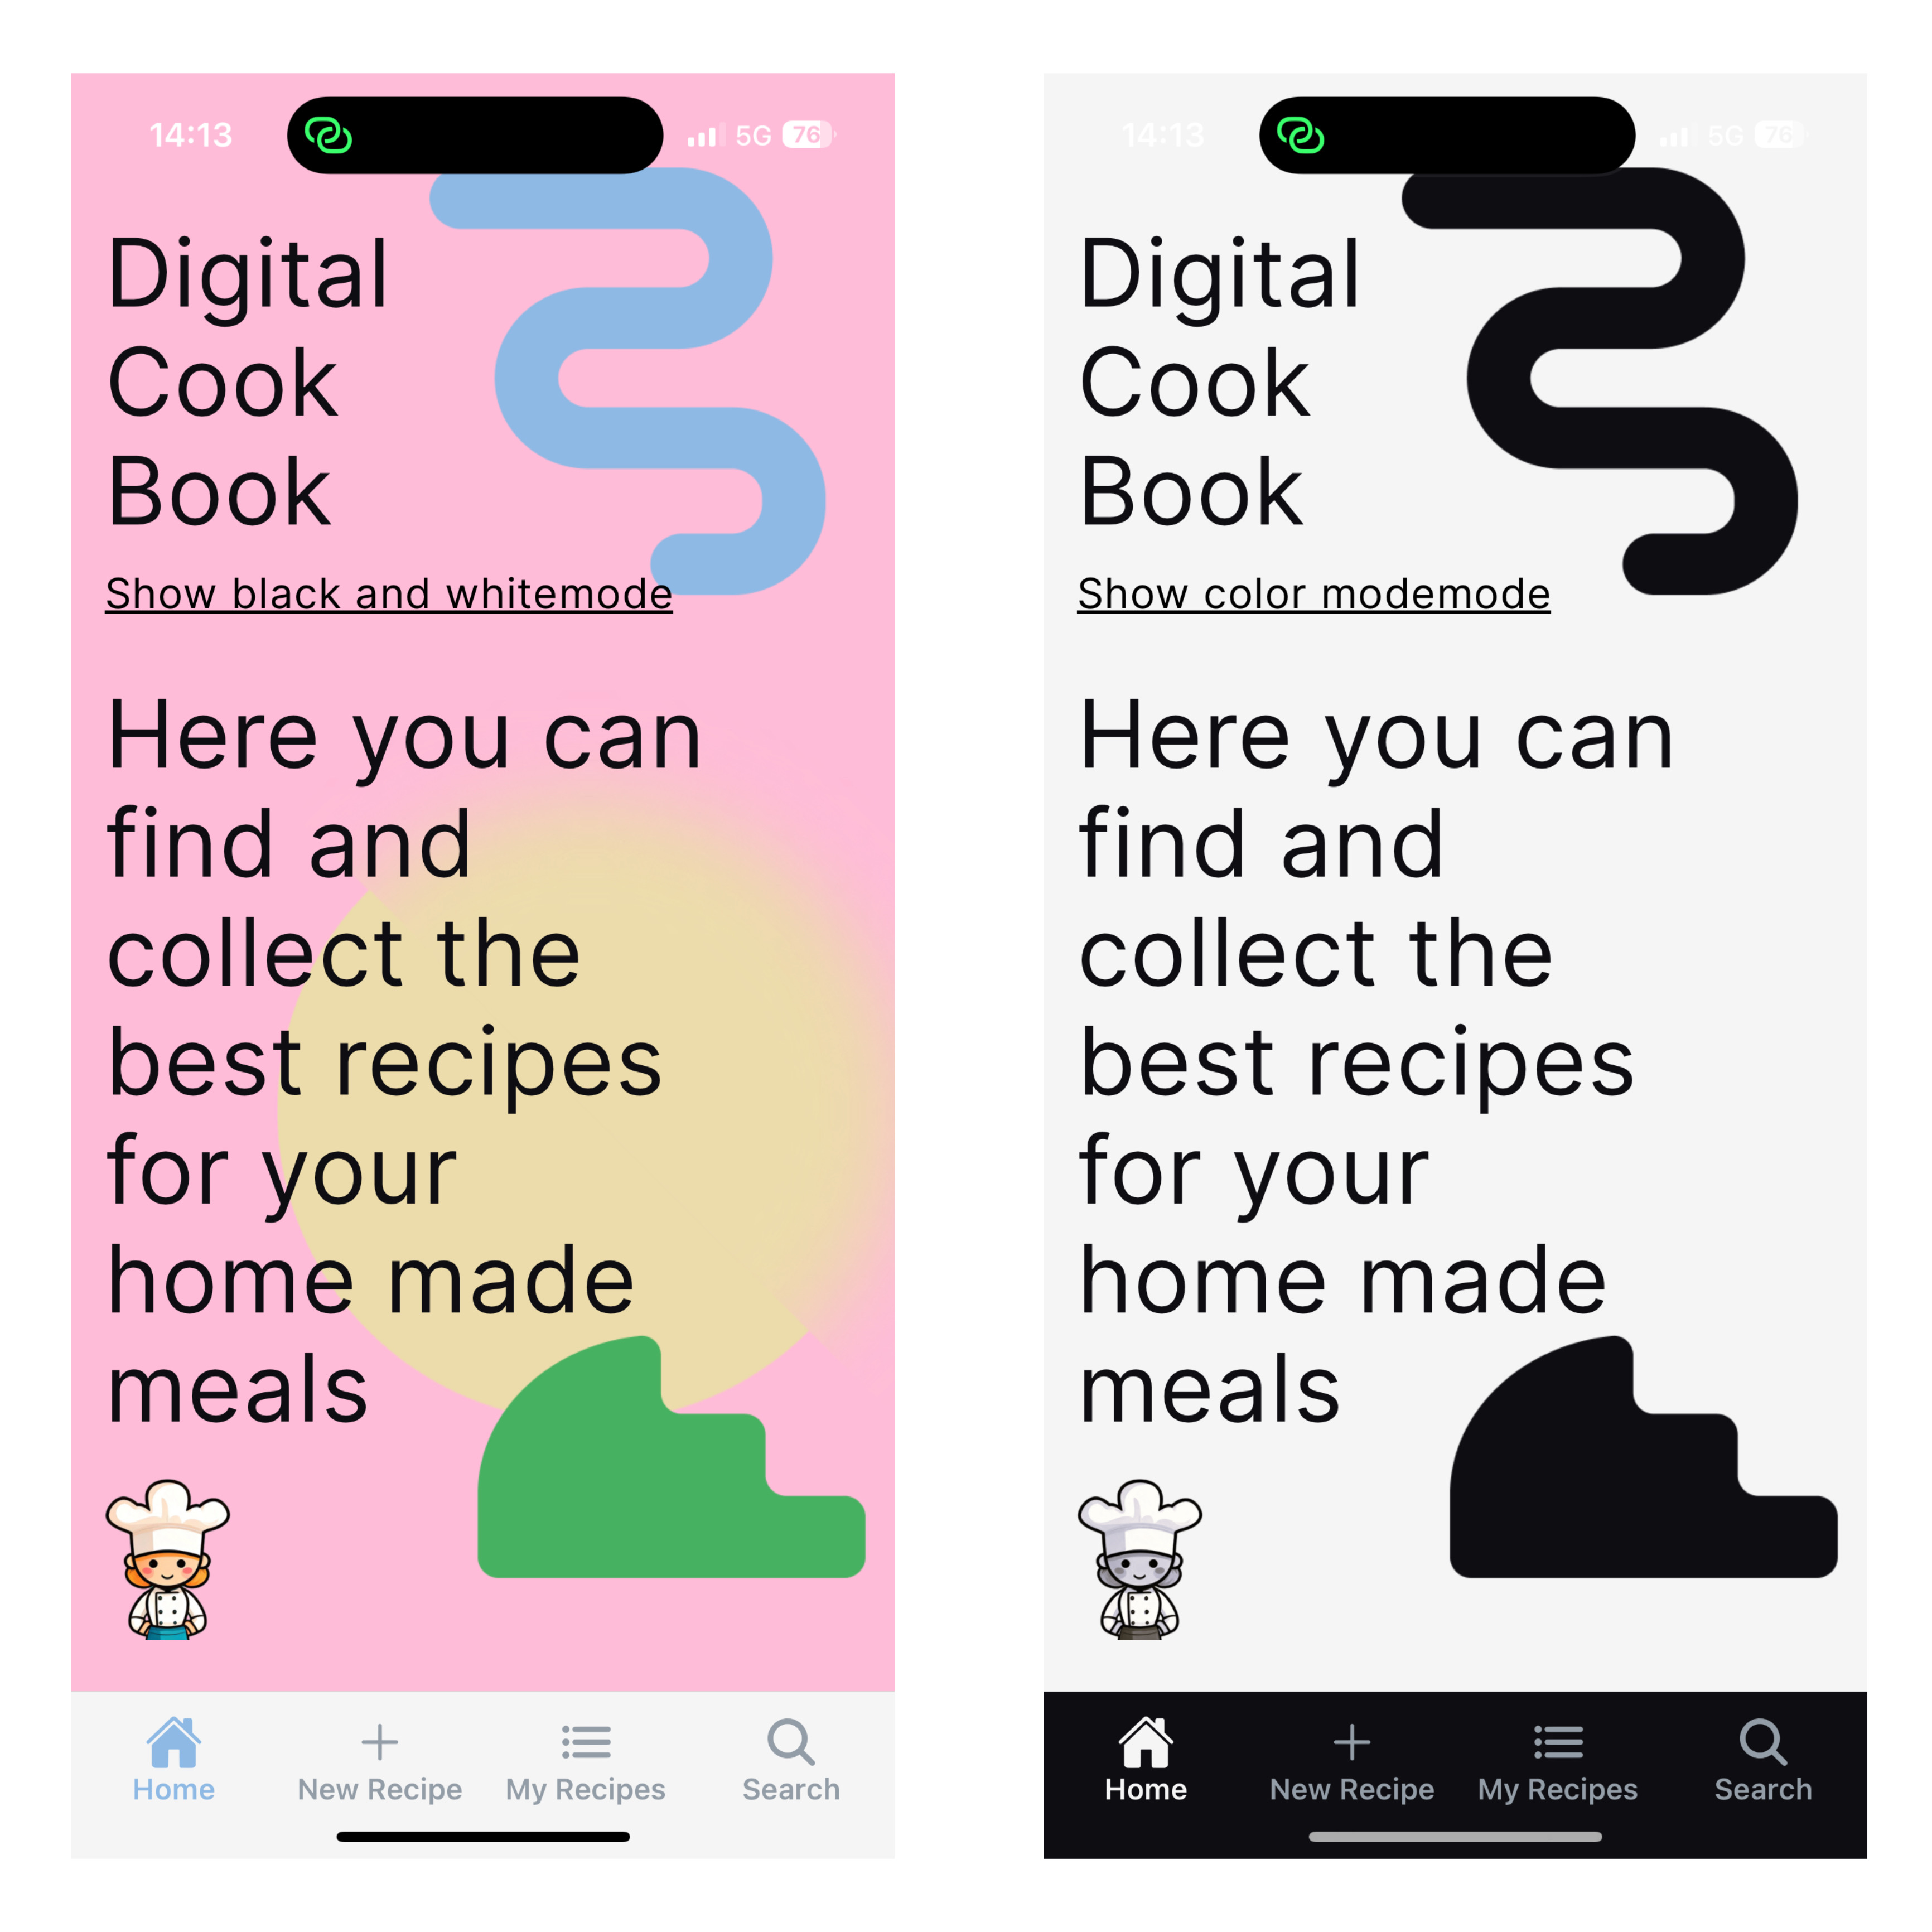 14:13 5G 76
Digital
Cook
Book
Show black and whitemode
Here you can
find and
collect the
best recipes
for your
home made
meals
Home New Recipe My Recipes Search
14:13 5G 76
Digital
Cook
Book
Show color modemode
Here you can
find and
collect the
best recipes
for your
home made
meals
Home New Recipe My Recipes Search